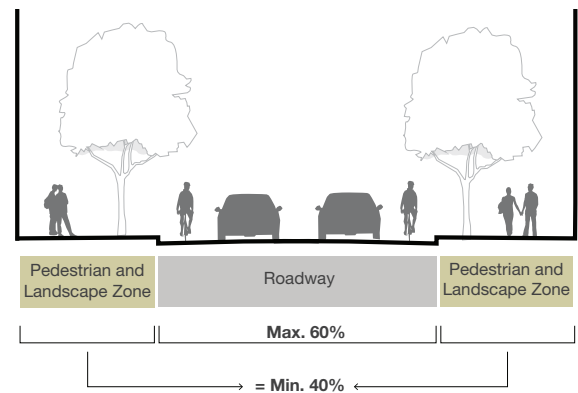 Pedestrian and
Landscape Zone
Roadway
Pedestrian and
Landscape Zone
Max. 60%
= Min. 40%